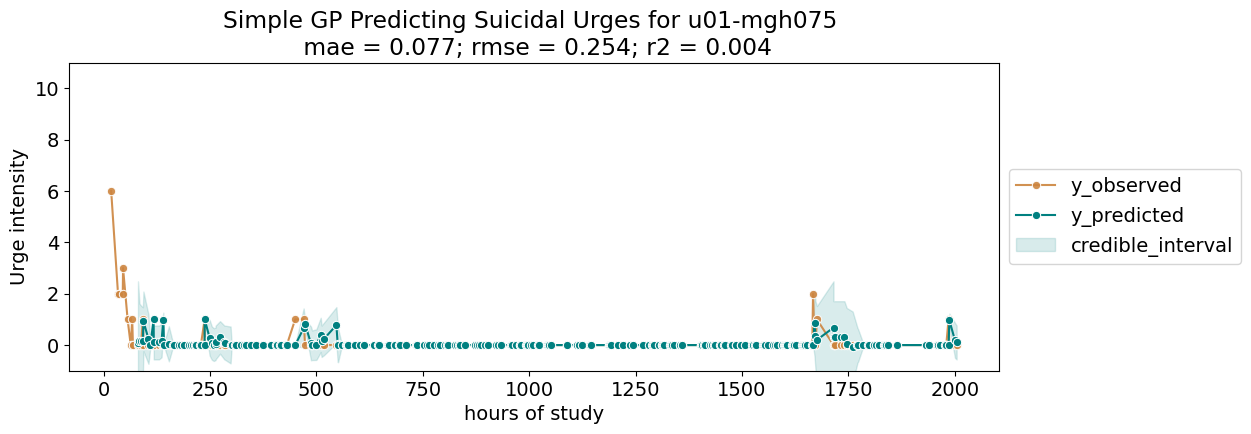 Simple GP Predicting Suicidal Urges for u01-mgh075
mae = 0.077; rmse = 0.254; r2 = 0.004
Urge intensity
10
8
6
4
2
0
0 250 500 750 1000 1250 1500 1750 2000
hours of study
y_observed
y_predicted
credible_interval